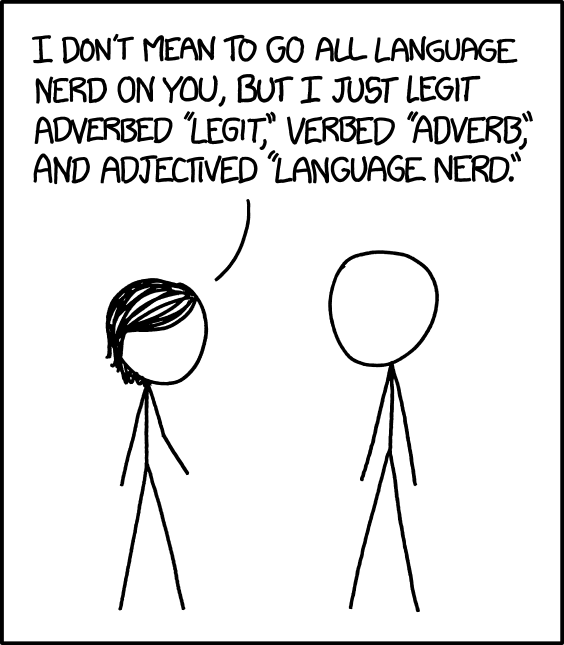 I DON'T MEAN TO GO ALL LANGUAGE
NERD ON YOU, BUT I JUST LEGIT
ADVERBED "LEGIT," VERBED "ADVERB,"
AND ADJECTIVED "LANGUAGE NERD."